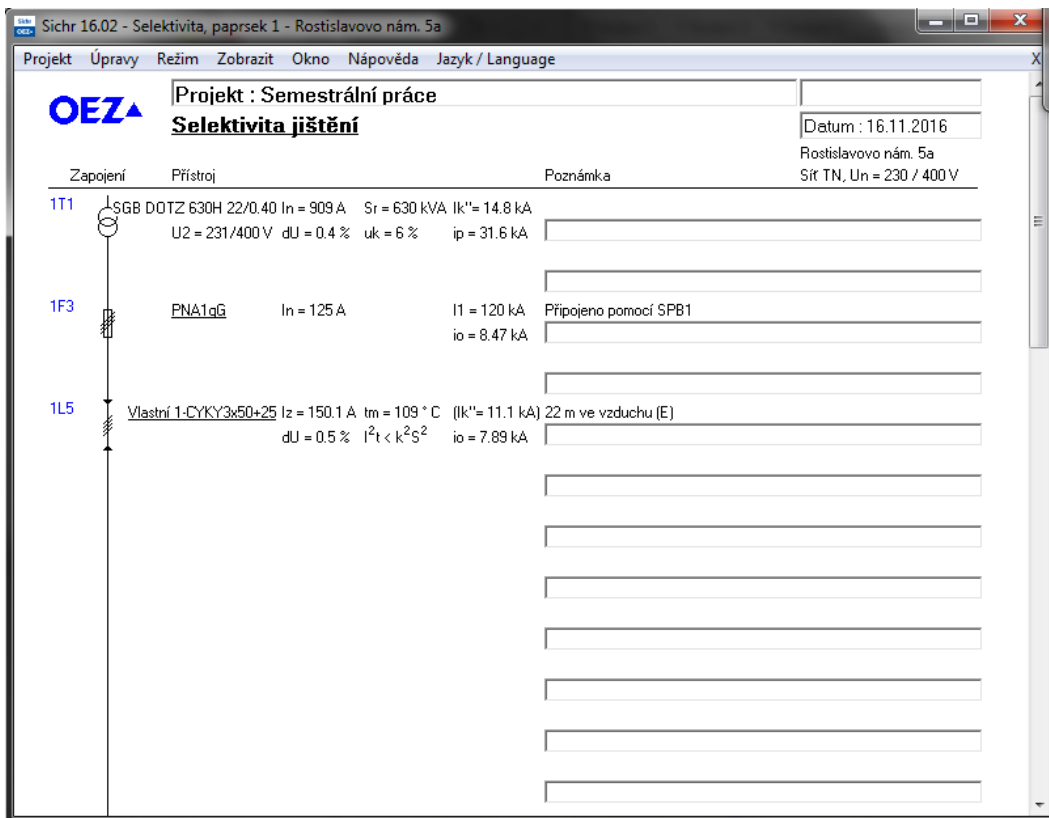 Sichr 16.02 - Selektivita, paprsek 1 - Rostislavovo nám. 5a
Projekt Úpravy Režim Zobrazit Okno Nápověda Jazyk / Language X
OEZ
Projekt : Semestrální práce
Selektivita jištění
Datum : 16.11.2016
Rostislavovo nám. 5a
Zapojení Přístroj Poznámka Síť TN, Un = 230 / 400 V
1T1 SGB DOTZ 630H 22/0.40 In = 909 A Sr = 630 kVA Ik''= 14.8 kA
U2 = 231/400 V dU = 0.4 % uk = 6 % ip = 31.6 kA
1F3 PNA1gG In = 125 A I1 = 120 kA Připojeno pomocí SPB1
io = 8.47 kA
1L5 Vlastní 1-CYKY3x50+25 Iz = 150.1 A tm = 109 ° C (Ik''= 11.1 kA) 22 m ve vzduchu (E)
dU = 0.5 % I²t < k²S² io = 7.89 kA